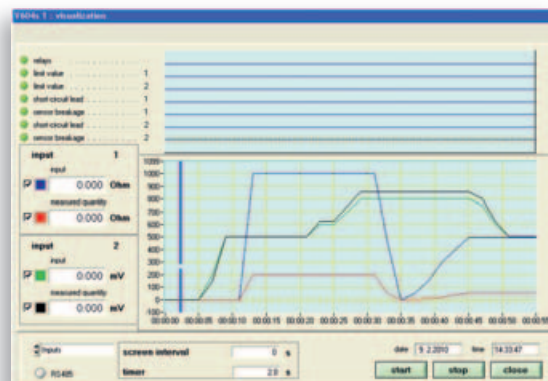 V604s 1 : visualization
relays
limit value 1
limit value 2
short-circuit lead 1
sensor breakage 1
short-circuit lead 2
sensor breakage 2
input 1
input
0.000 Ohm
measured quantity
0.000 Ohm
input 2
input
0.000 mV
measured quantity
0.000 mV
1000
900
800
700
600
500
400
300
200
100
0
-100
00:00:00 00:00:05 00:00:10 00:00:15 00:00:20 00:00:25 00:00:30 00:00:35 00:00:40 00:00:45 00:00:50 00:00:55
Inputs
RS485
screen interval 0 s
timer 2.0 s
date 9. 2.2010 time 14:33:47
start stop close